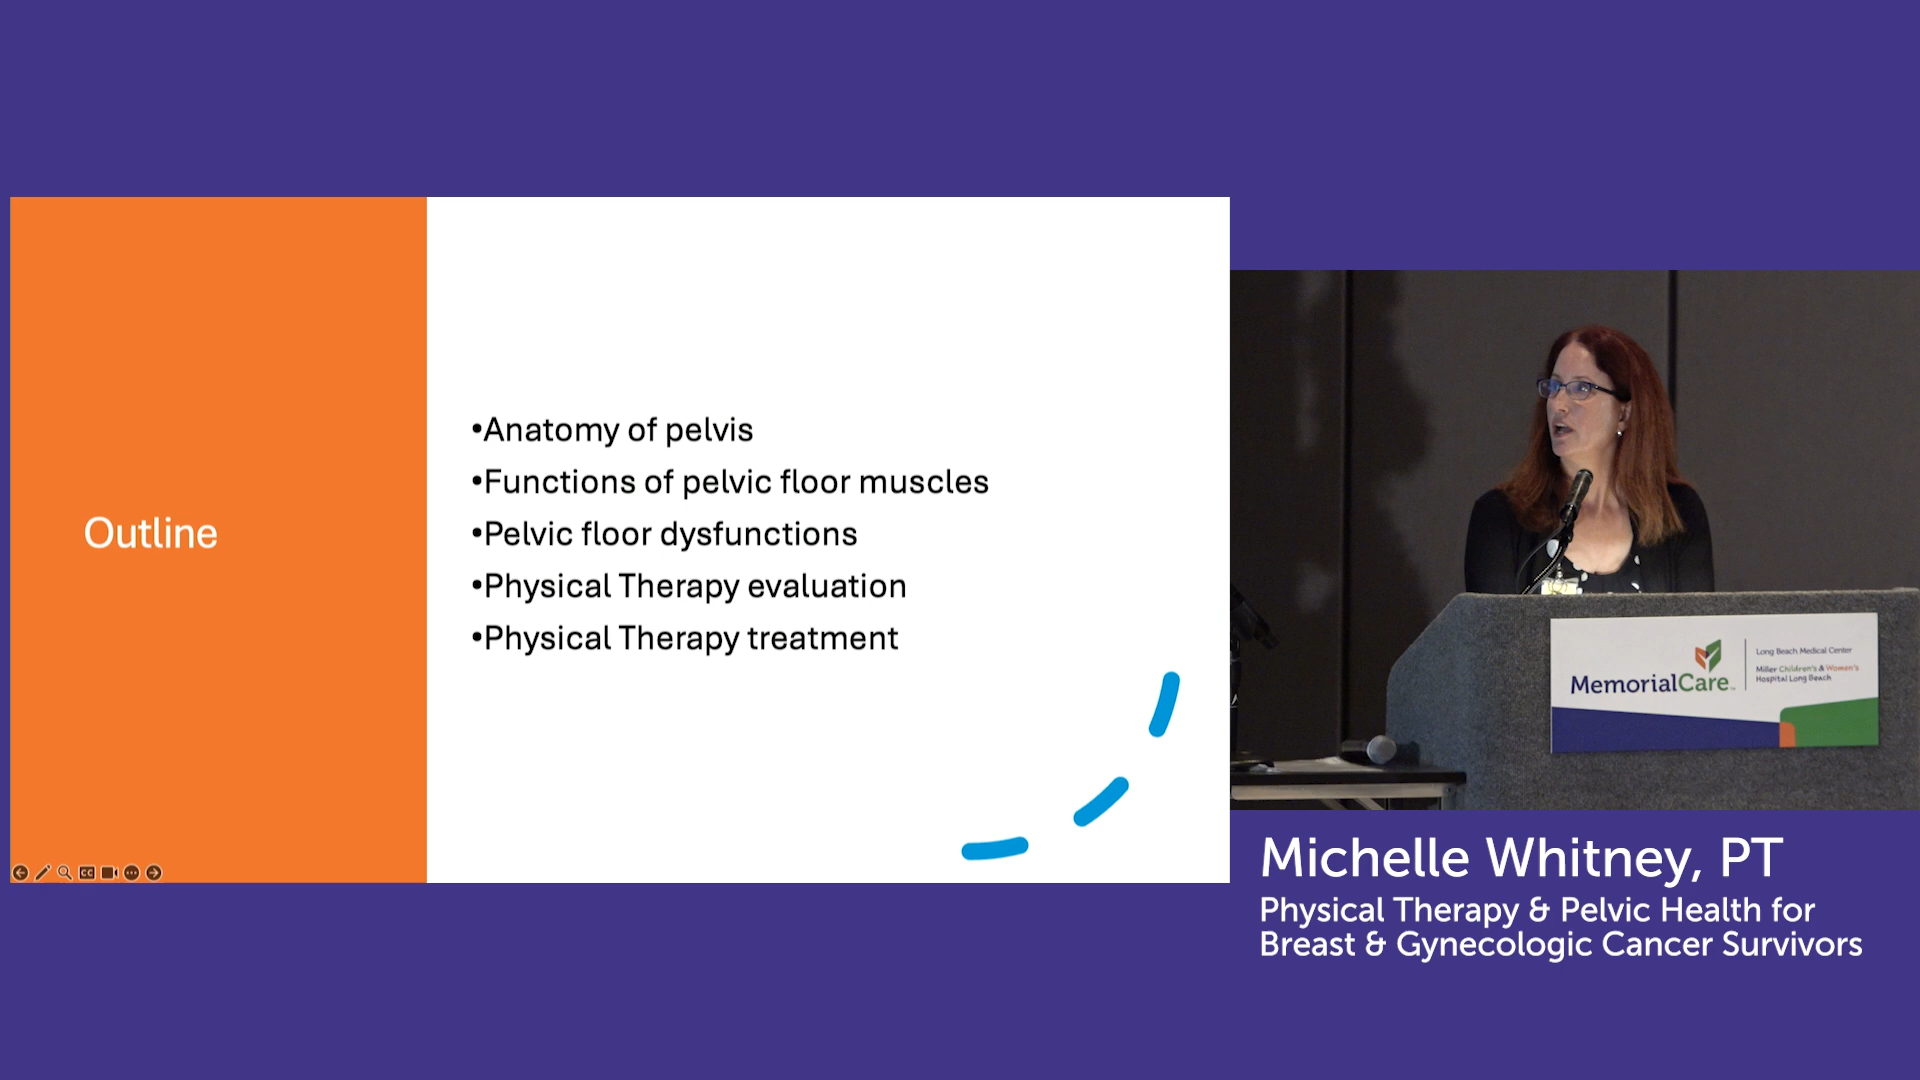 Outline
•Anatomy of pelvis
•Functions of pelvic floor muscles
•Pelvic floor dysfunctions
•Physical Therapy evaluation
•Physical Therapy treatment
MemorialCare™
Long Beach Medical Center
Miller Children's & Women's
Hospital Long Beach
Michelle Whitney, PT
Physical Therapy & Pelvic Health for
Breast & Gynecologic Cancer Survivors
CC